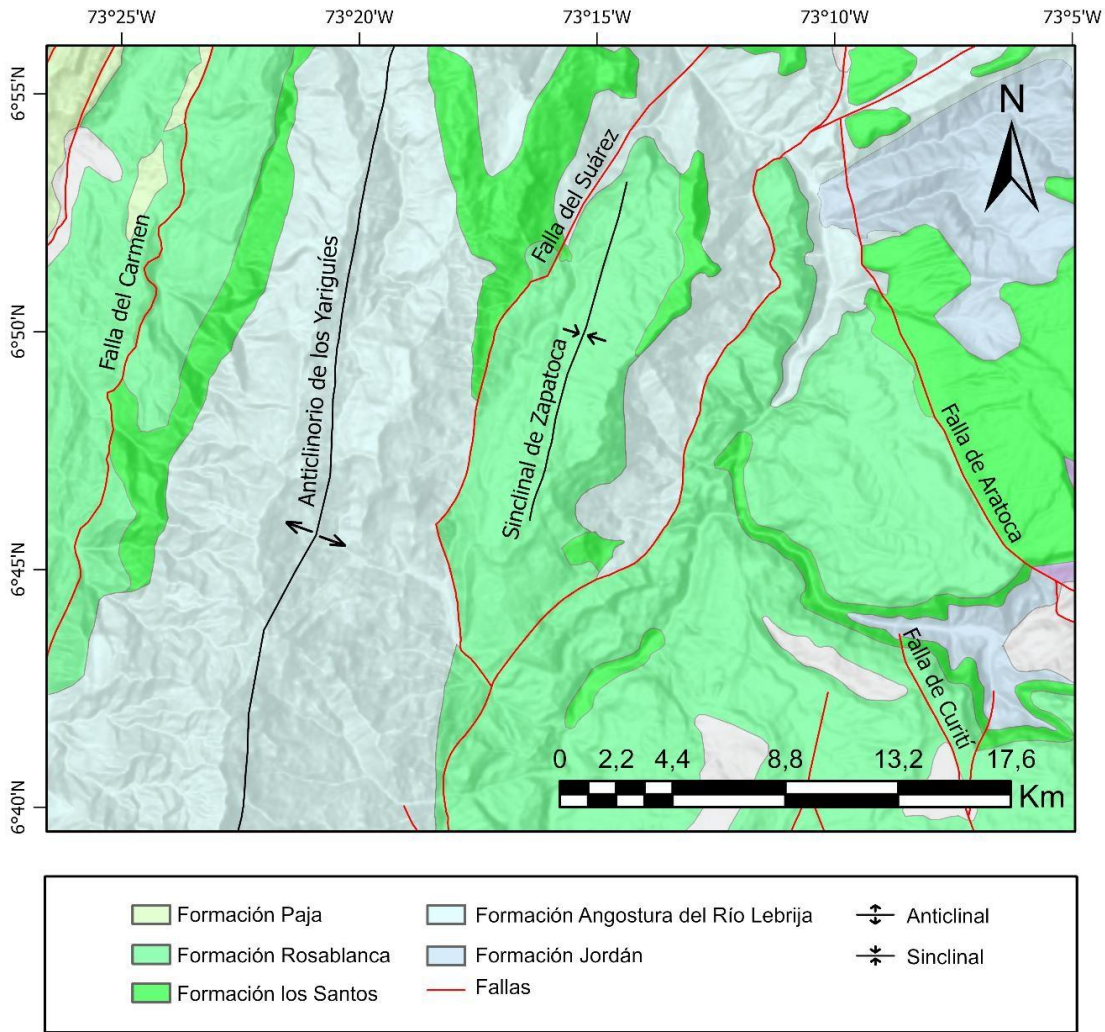 73°25'W 73°20'W 73°15'W 73°10'W 73°5'W
6°55'N
6°50'N
6°45'N
6°40'N
N
Falla del Carmen
Anticlinorio de los Yariguíes
Falla del Suárez
Sinclinal de Zapatoca
Falla de Aratoca
Falla de Curití
0 2,2 4,4 8,8 13,2 17,6
Km
Formación Paja
Formación Rosablanca
Formación los Santos
Formación Angostura del Río Lebrija
Formación Jordán
Fallas
Anticlinal
Sinclinal